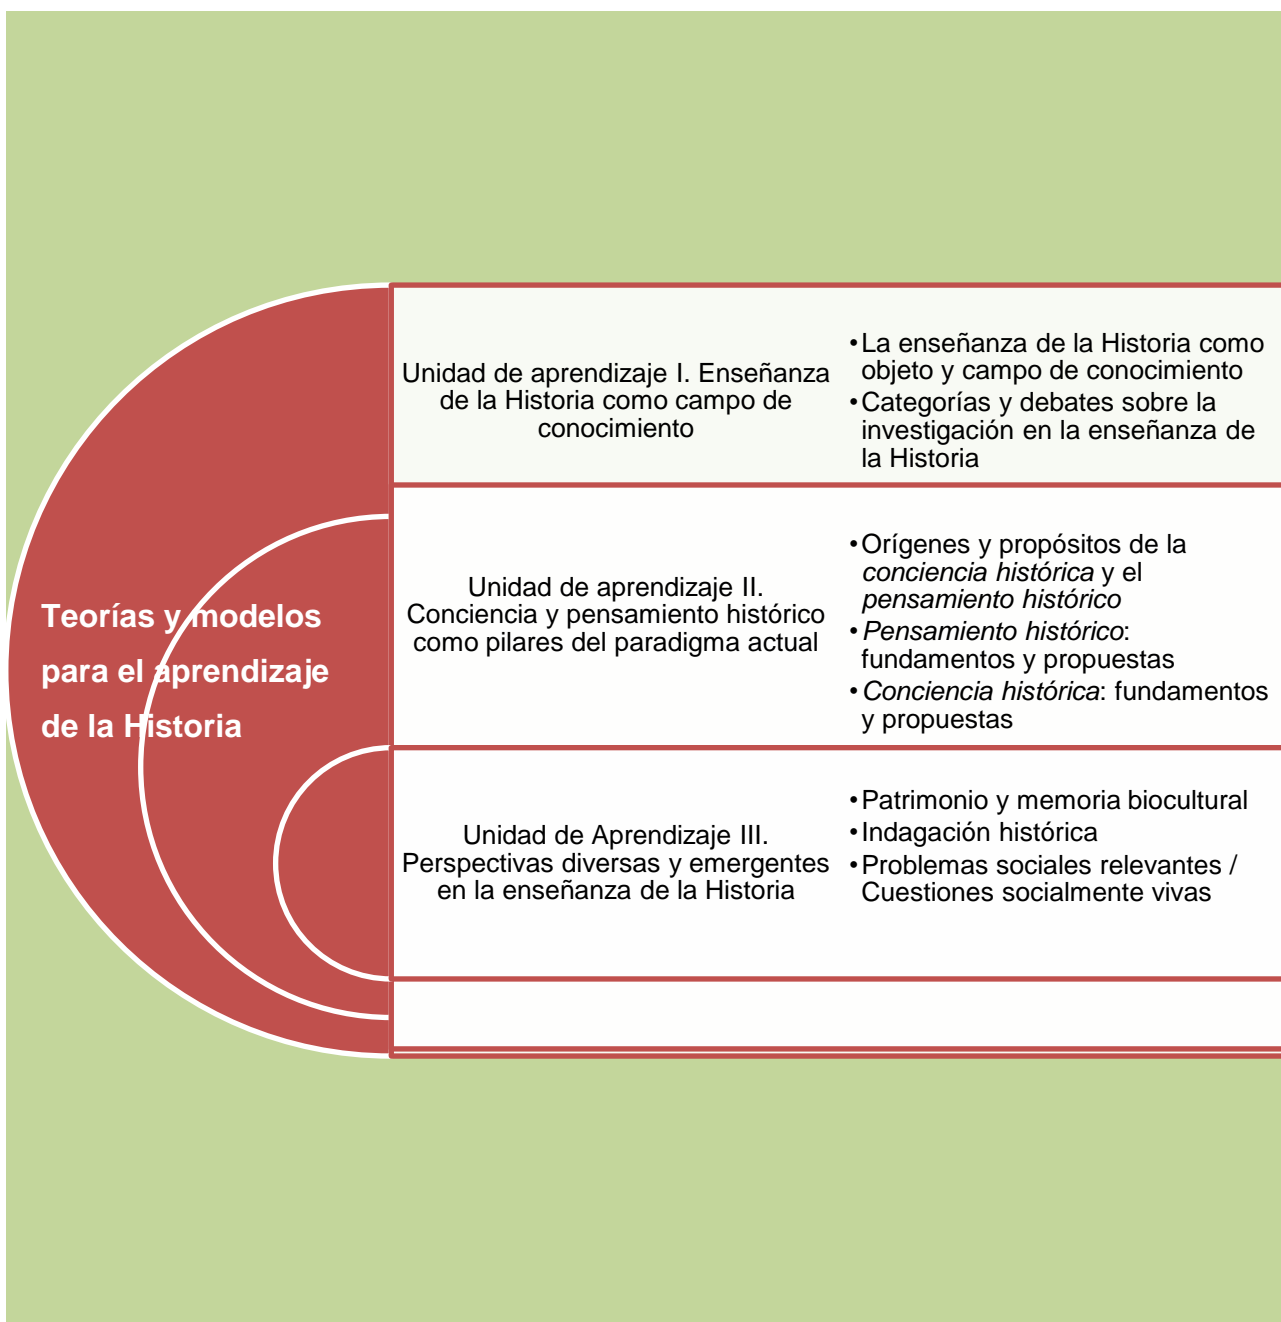 Teorías y modelos
para el aprendizaje
de la Historia
Unidad de aprendizaje I. Enseñanza
de la Historia como campo de
conocimiento
•La enseñanza de la Historia como
objeto y campo de conocimiento
•Categorías y debates sobre la
investigación en la enseñanza de
la Historia
Unidad de aprendizaje II.
Conciencia y pensamiento histórico
como pilares del paradigma actual
•Orígenes y propósitos de la
conciencia histórica y el
pensamiento histórico
•Pensamiento histórico:
fundamentos y propuestas
•Conciencia histórica: fundamentos
y propuestas
Unidad de Aprendizaje III.
Perspectivas diversas y emergentes
en la enseñanza de la Historia
•Patrimonio y memoria biocultural
•Indagación histórica
•Problemas sociales relevantes /
Cuestiones socialmente vivas